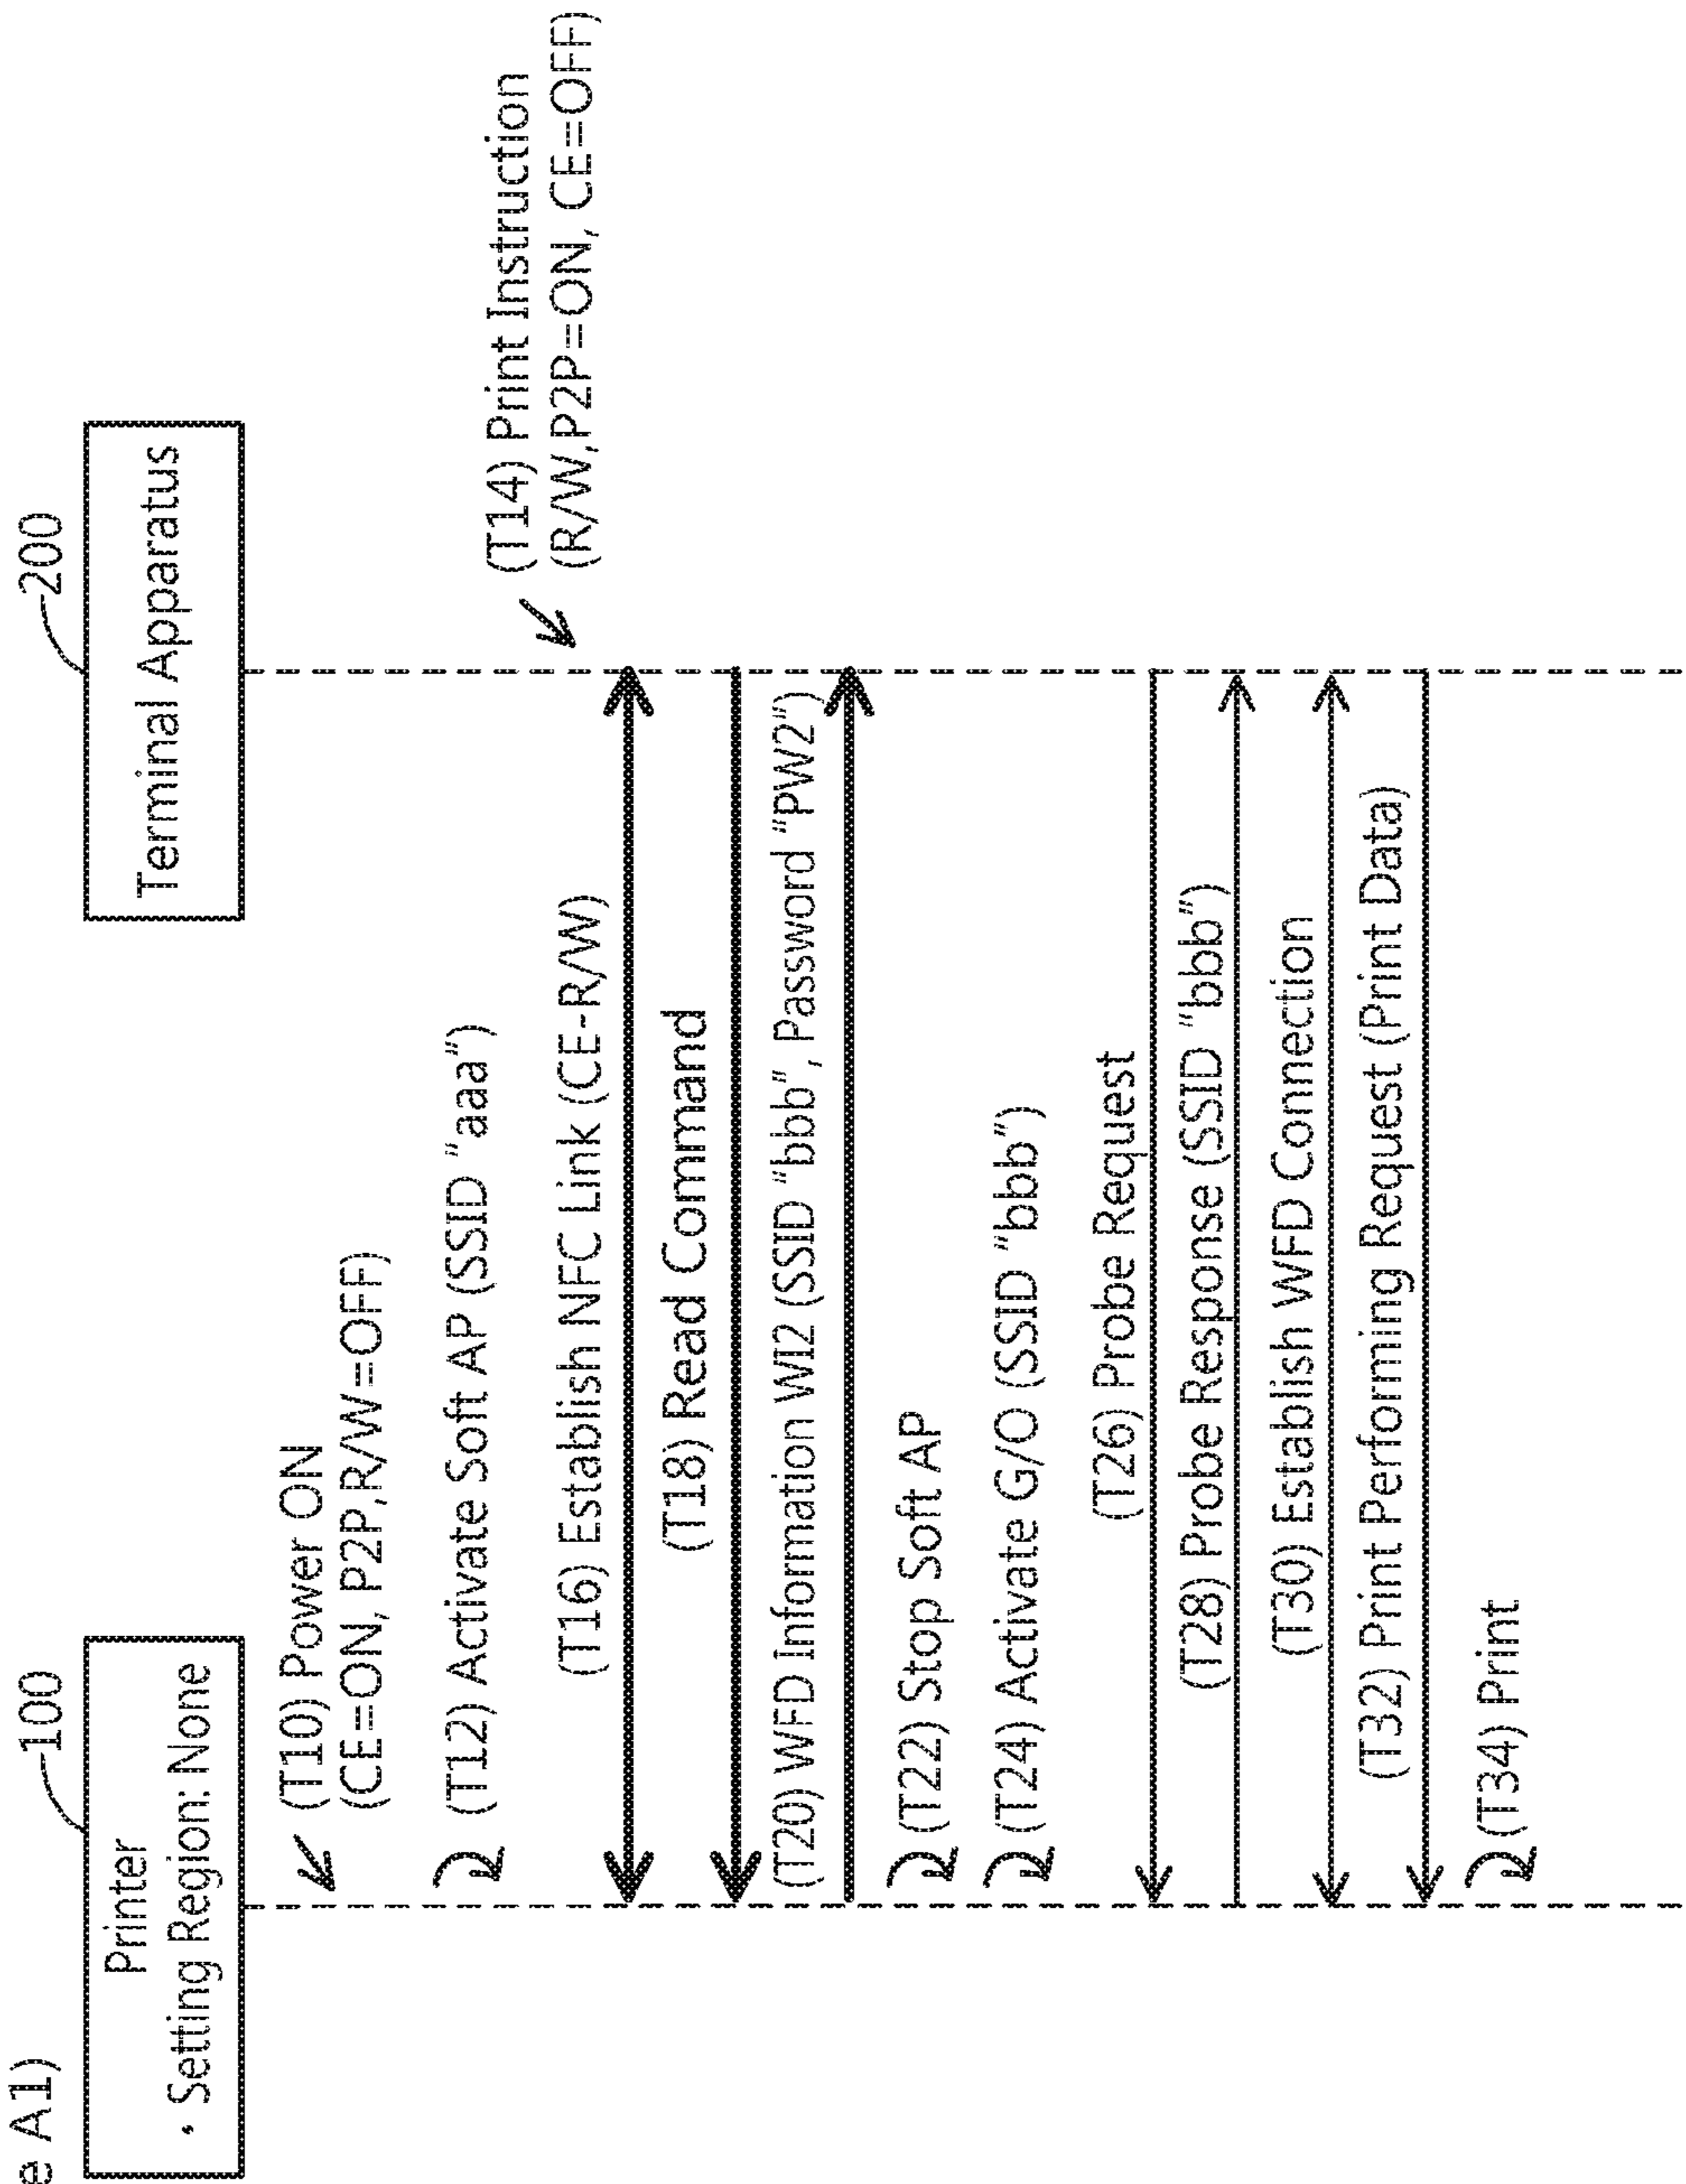 e A1)
100
200
Printer
• Setting Region: None
Terminal Apparatus
(T10) Power ON
(CE=ON, P2P,R/W=OFF)
(T12) Activate Soft AP (SSID "aaa")
(T14) Print Instruction
(R/W,P2P=ON, CE=OFF)
(T16) Establish NFC Link (CE-R/W)
(T18) Read Command
(T20) WFD Information WI2 (SSID "bbb", Password "PW2")
(T22) Stop Soft AP
(T24) Activate G/O (SSID "bbb")
(T26) Probe Request
(T28) Probe Response (SSID "bbb")
(T30) Establish WFD Connection
(T32) Print Performing Request (Print Data)
(T34) Print